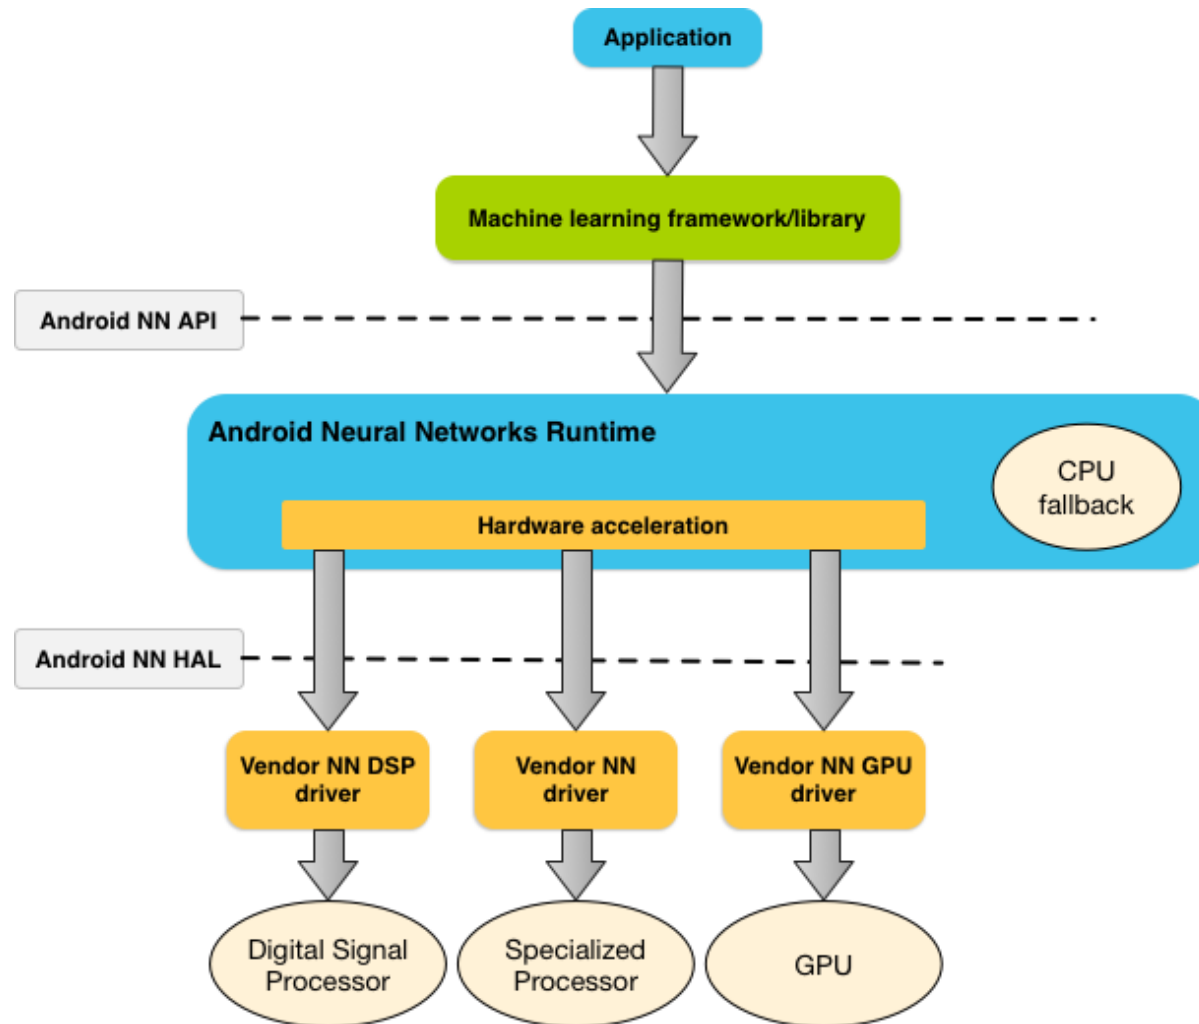 Application
Machine learning framework/library
Android NN API
Android Neural Networks Runtime
CPU
fallback
Hardware acceleration
Android NN HAL
Vendor NN DSP
driver
Vendor NN
driver
Vendor NN GPU
driver
Digital Signal
Processor
Specialized
Processor
GPU